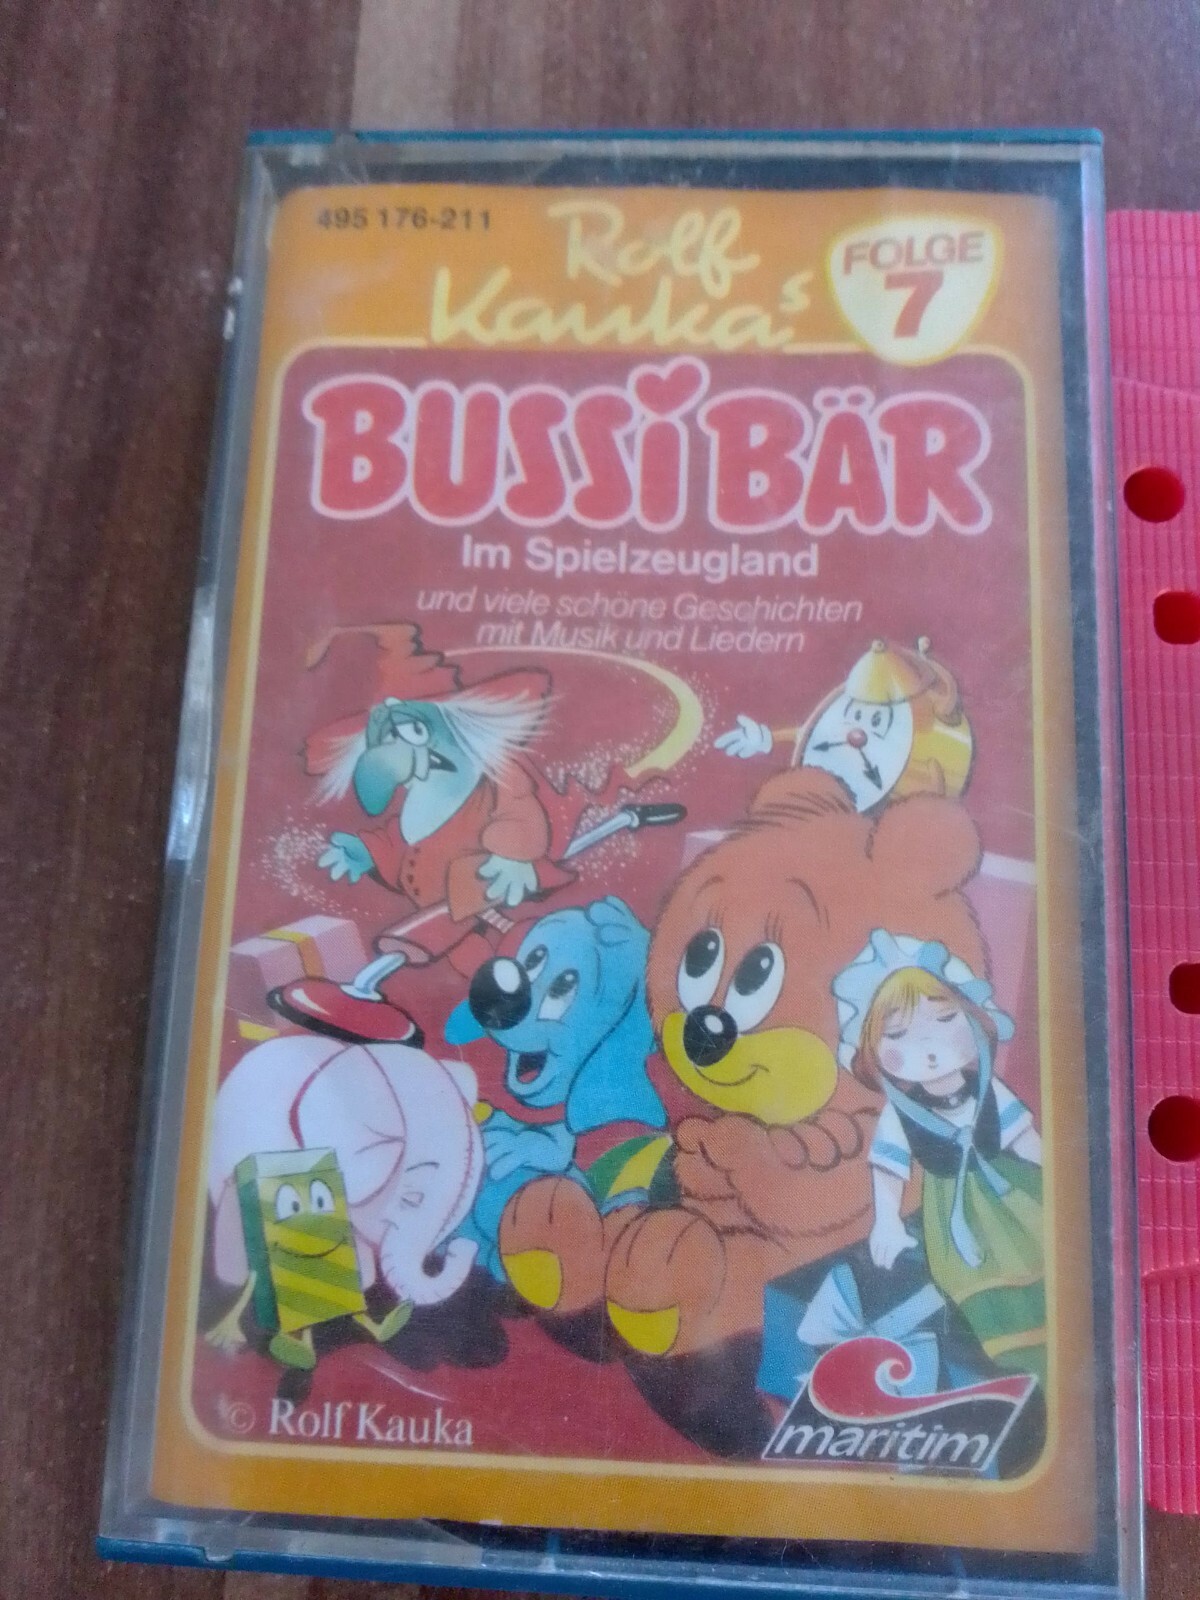 495 176-211
Rolf
Kauka's
FOLGE
7
BUSSi BÄR
Im Spielzeugland
und viele schöne Geschichten
mit Musik und Liedern
© Rolf Kauka
maritim